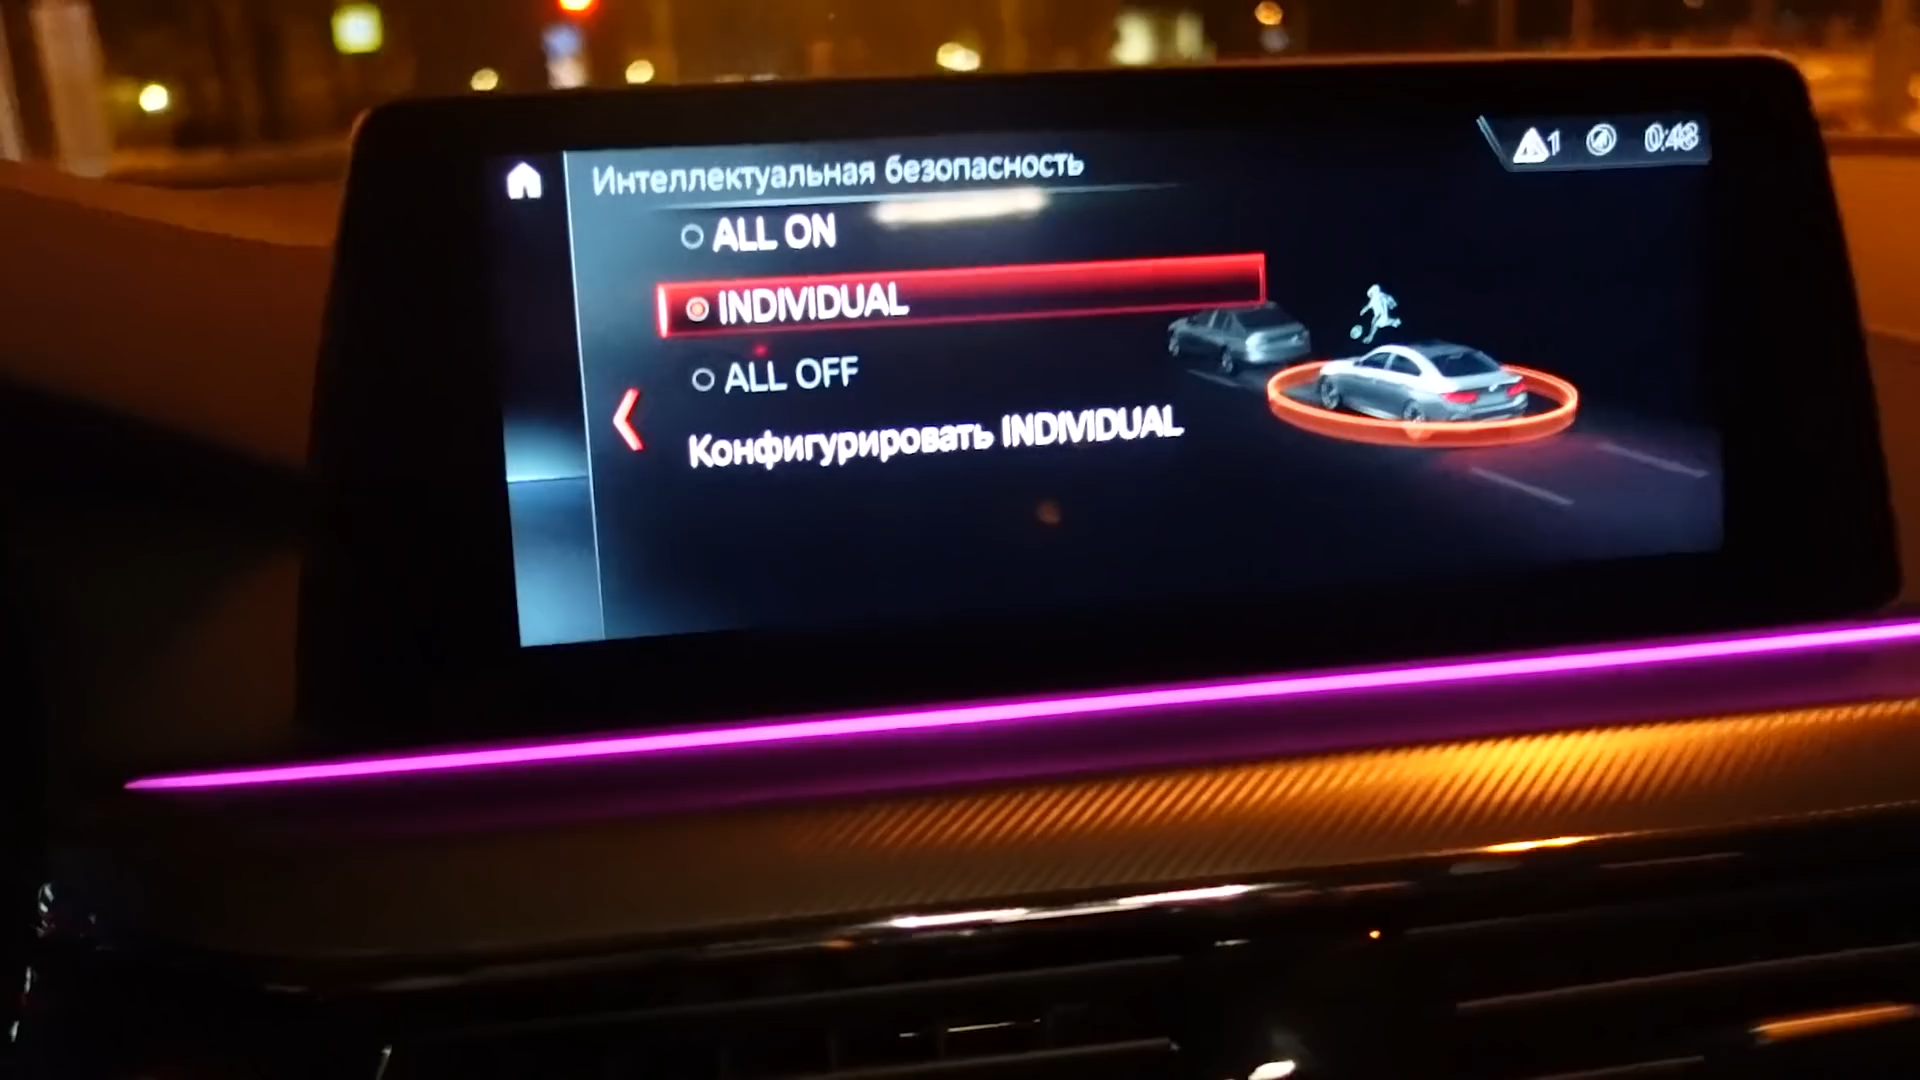 Интеллектуальная безопасность
1 0:48
ALL ON
INDIVIDUAL
ALL OFF
Конфигурировать INDIVIDUAL